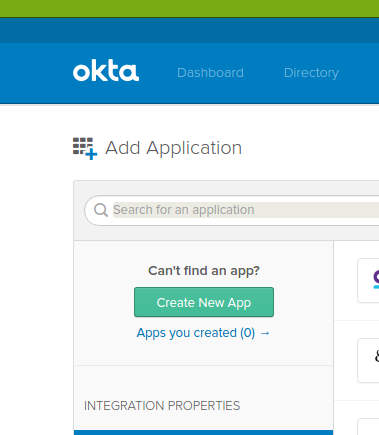 okta Dashboard Directory
Add Application
Search for an application
Can't find an app?
Create New App
Apps you created (0) →
INTEGRATION PROPERTIES